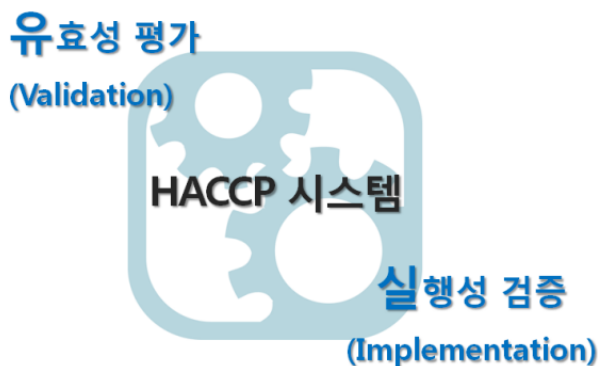 유효성 평가
(Validation)
HACCP 시스템
실행성 검증
(Implementation)